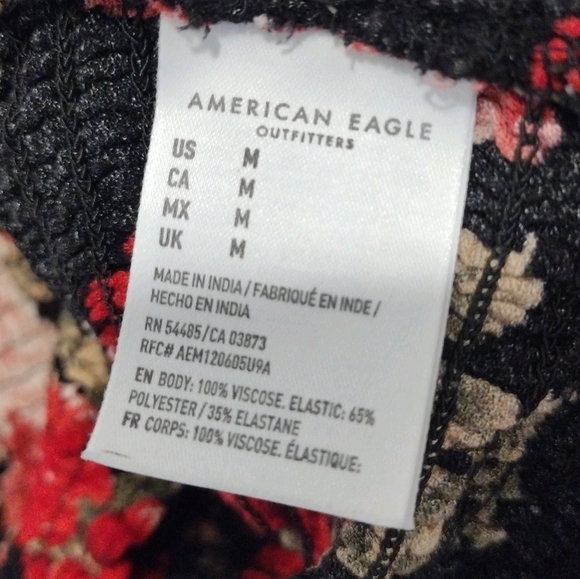 AMERICAN EAGLE
OUTFITTERS
US M
CA M
MX M
UK M
MADE IN INDIA / FABRIQUÉ EN INDE /
HECHO EN INDIA
RN 54485/CA 03873
RFC# AEM120605U9A
EN BODY: 100% VISCOSE. ELASTIC: 65%
POLYESTER / 35% ELASTANE
FR CORPS: 100% VISCOSE. ÉLASTIQUE: